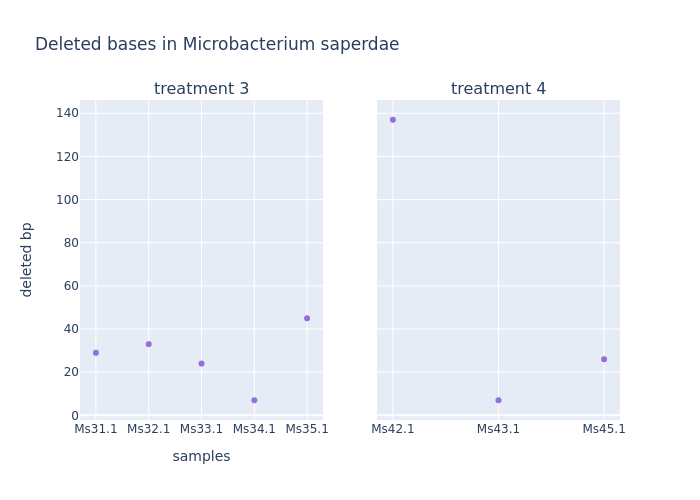 Deleted bases in Microbacterium saperdae
treatment 3
treatment 4
deleted bp
140
120
100
80
60
40
20
0
Ms31.1 Ms32.1 Ms33.1 Ms34.1 Ms35.1
Ms42.1 Ms43.1 Ms45.1
samples